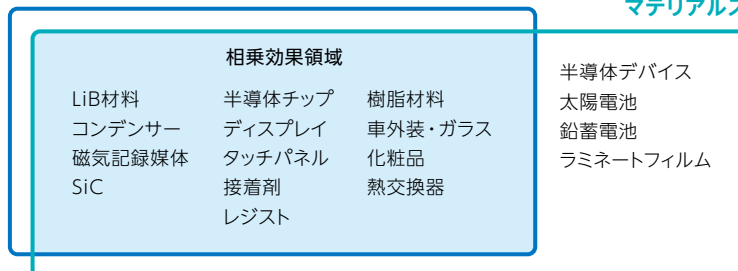 マテリアルズ
相乗効果領域
LiB材料
コンデンサー
磁気記録媒体
SiC
半導体チップ
ディスプレイ
タッチパネル
接着剤
レジスト
樹脂材料
車外装・ガラス
化粧品
熱交換器
半導体デバイス
太陽電池
鉛蓄電池
ラミネートフィルム